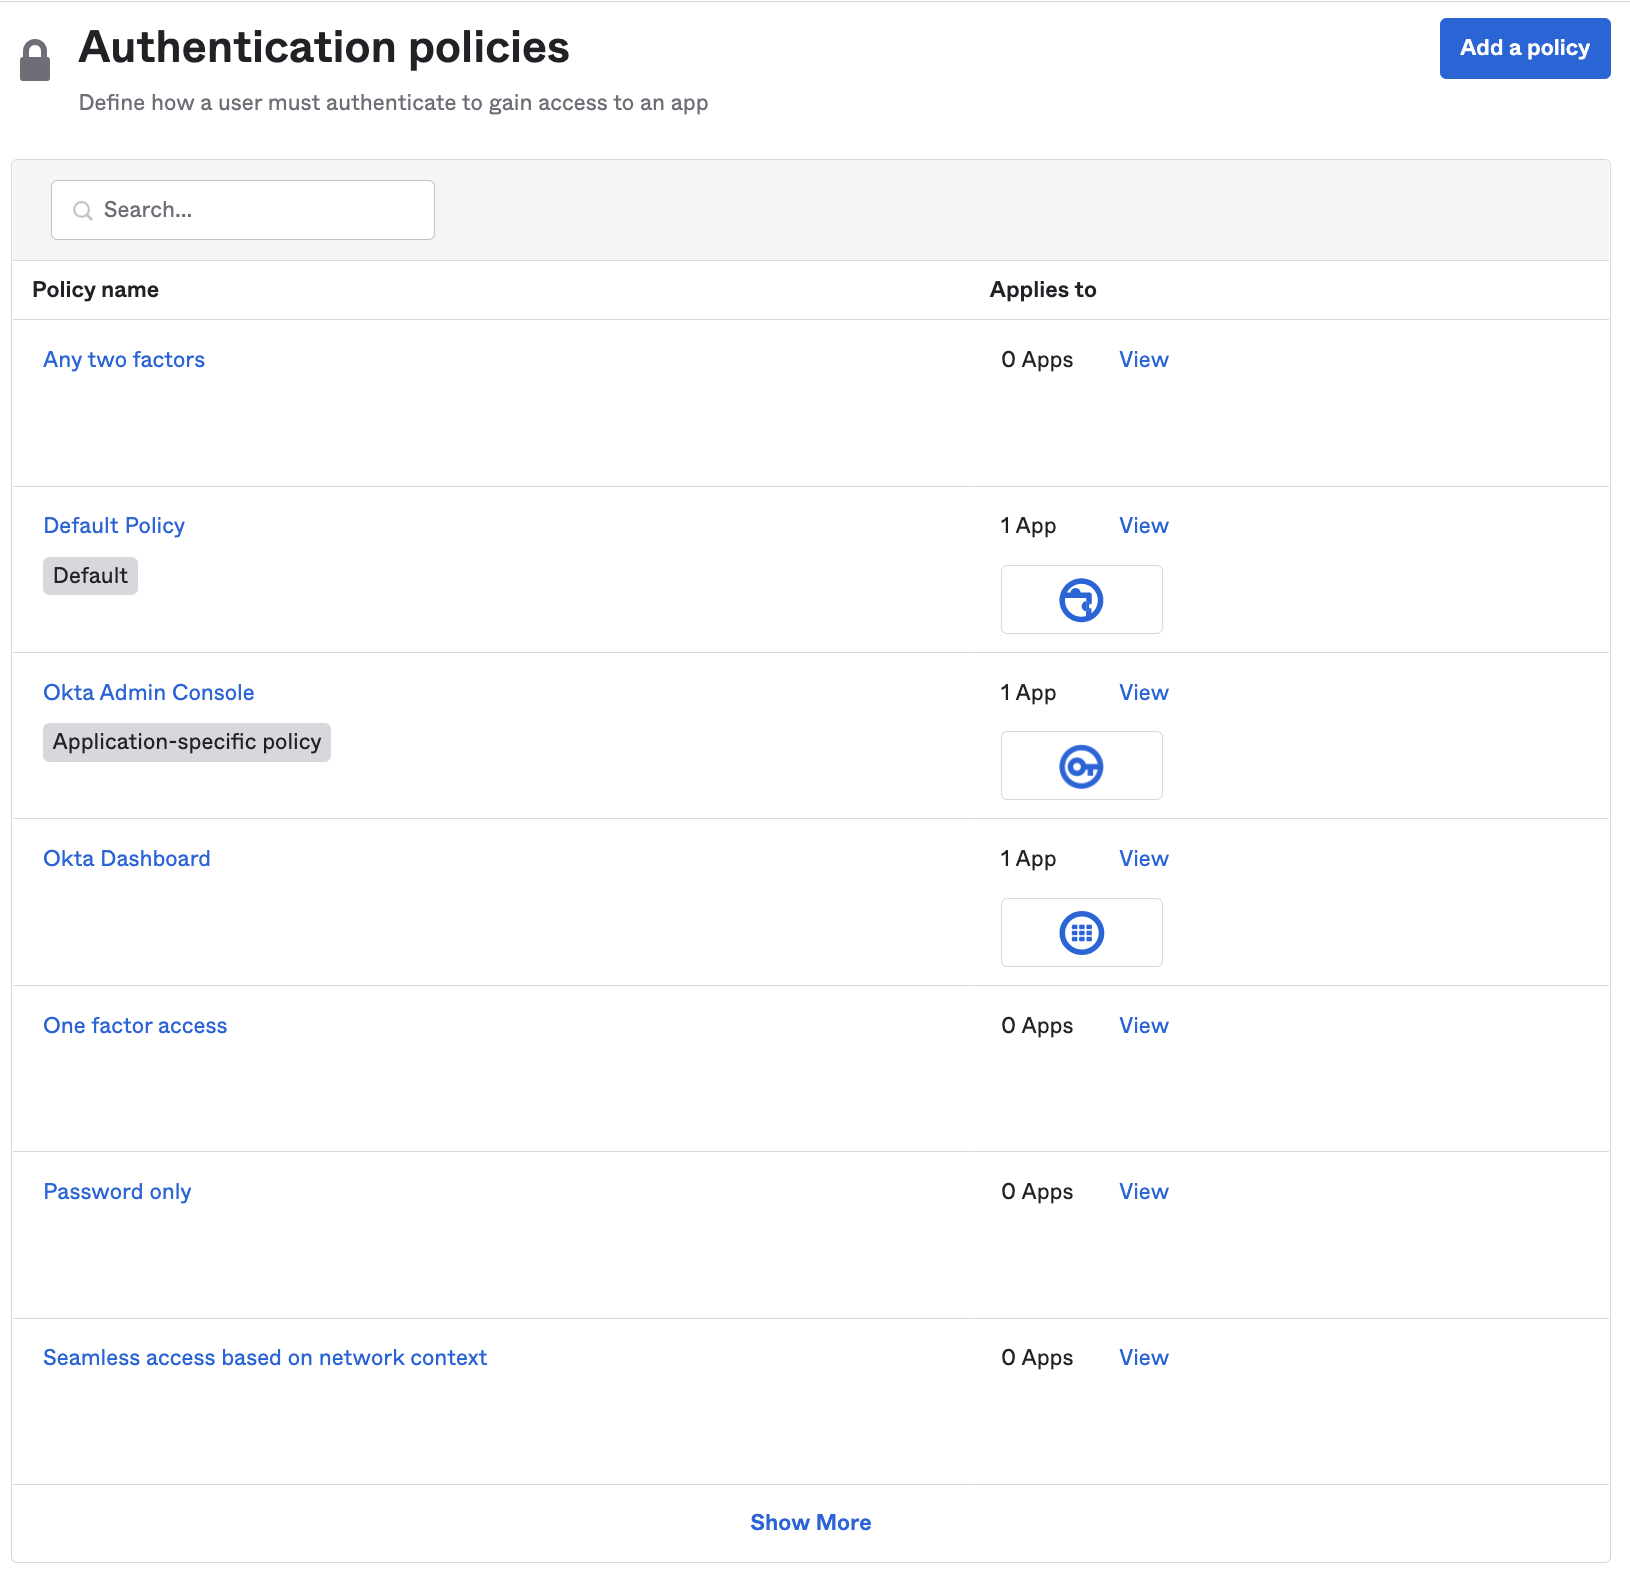 Authentication policies
Add a policy
Define how a user must authenticate to gain access to an app
Search...
Policy name Applies to
Any two factors 0 Apps View
Default Policy 1 App View
Default
Okta Admin Console 1 App View
Application-specific policy
Okta Dashboard 1 App View
One factor access 0 Apps View
Password only 0 Apps View
Seamless access based on network context 0 Apps View
Show More